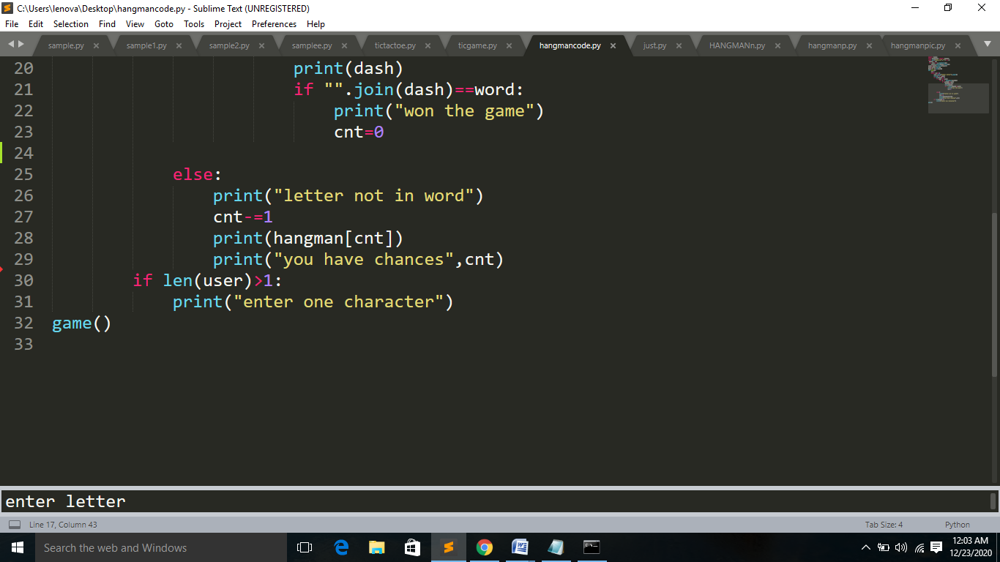 C:\Users\lenova\Desktop\hangmancode.py - Sublime Text (UNREGISTERED)
File Edit Selection Find View Goto Tools Project Preferences Help
sample.py sample1.py sample2.py samplee.py tictactoe.py ticgame.py hangmancode.py just.py HANGMANn.py hangmanp.py hangmanpic.py
20 print(dash)
21 if "".join(dash)==word:
22 print("won the game")
23 cnt=0
24
25 else:
26 print("letter not in word")
27 cnt-=1
28 print(hangman[cnt])
29 print("you have chances",cnt)
30 if len(user)>1:
31 print("enter one character")
32 game()
33
enter letter
Line 17, Column 43 Tab Size: 4 Python
Search the web and Windows
12:03 AM
12/23/2020